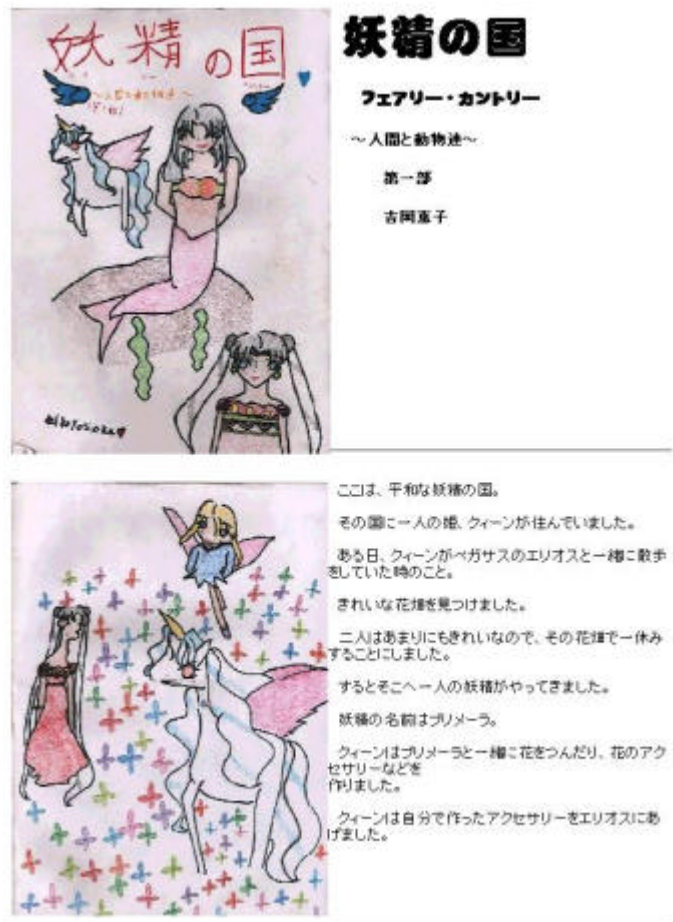 妖精の国
～人間と動物達～
妖精の国
フェアリー・カントリー
～人間と動物達～
第一部
吉岡恵子
ここは、平和な妖精の国。
その国に一人の姫、クィーンが住んでいました。
ある日、クィーンがペガサスのエリオスと一緒に散歩
をしていた時のこと。
きれいな花畑を見つけました。
二人はあまりにもきれいなので、その花畑で一休み
することにしました。
するとそこへ一人の妖精がやってきました。
妖精の名前はプリメーラ。
クィーンはプリメーラと一緒に花をつんだり、花のアク
セサリーなどを
作りました。
クィーンは自分で作ったアクセサリーをエリオスにあ
げました。